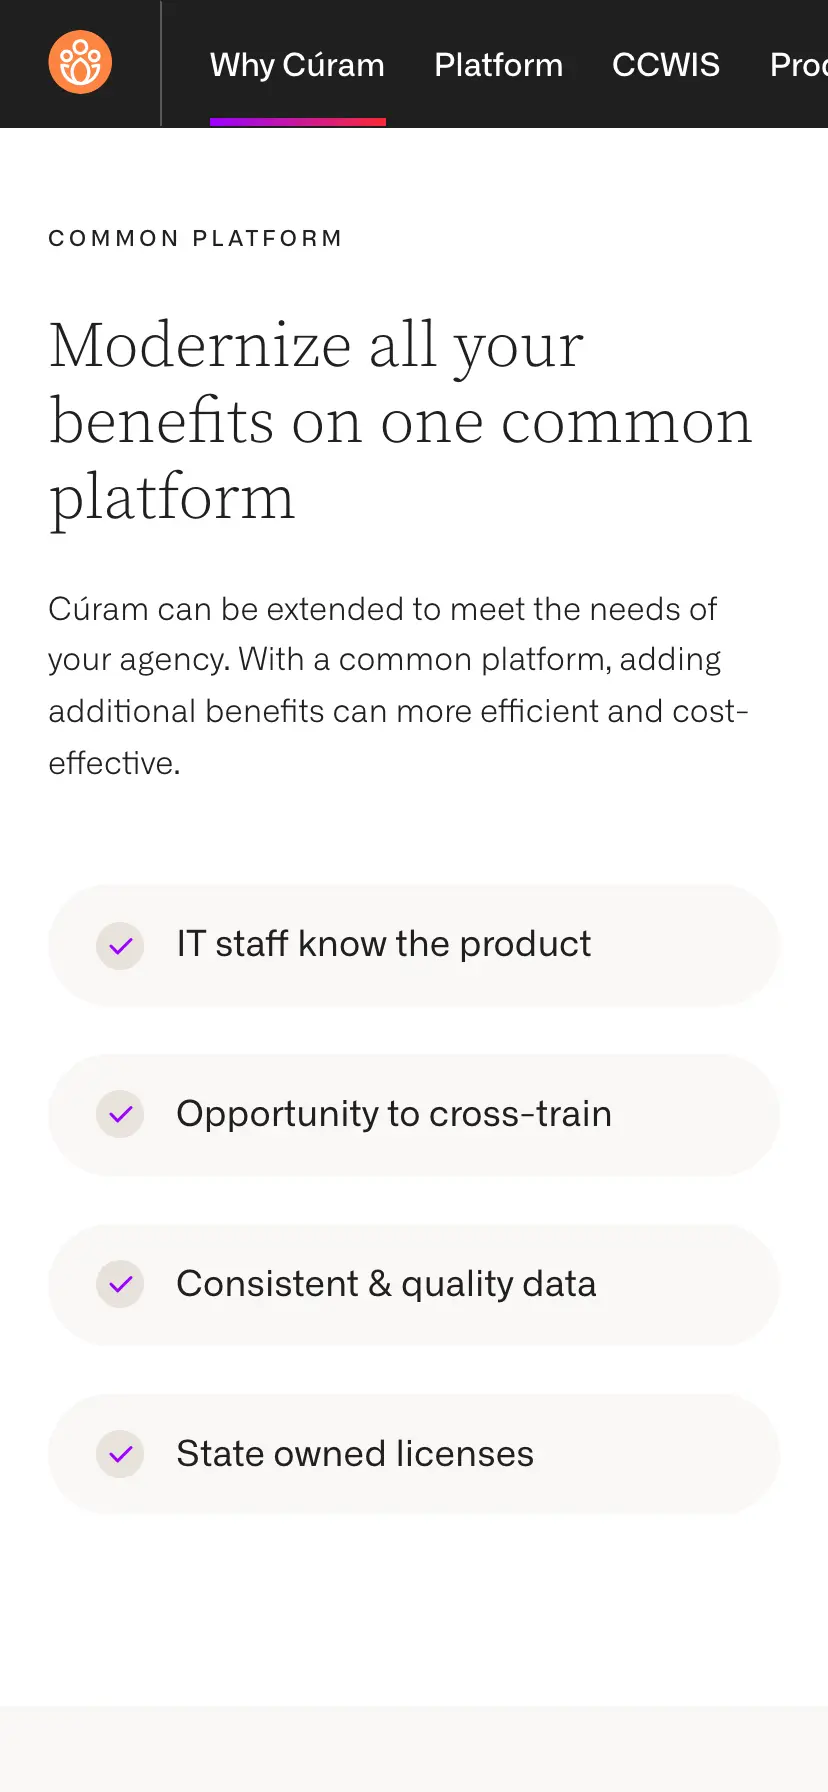 Why Cúram Platform CCWIS Proc
COMMON PLATFORM
Modernize all your
benefits on one common
platform
Cúram can be extended to meet the needs of
your agency. With a common platform, adding
additional benefits can more efficient and cost-
effective.
IT staff know the product
Opportunity to cross-train
Consistent & quality data
State owned licenses